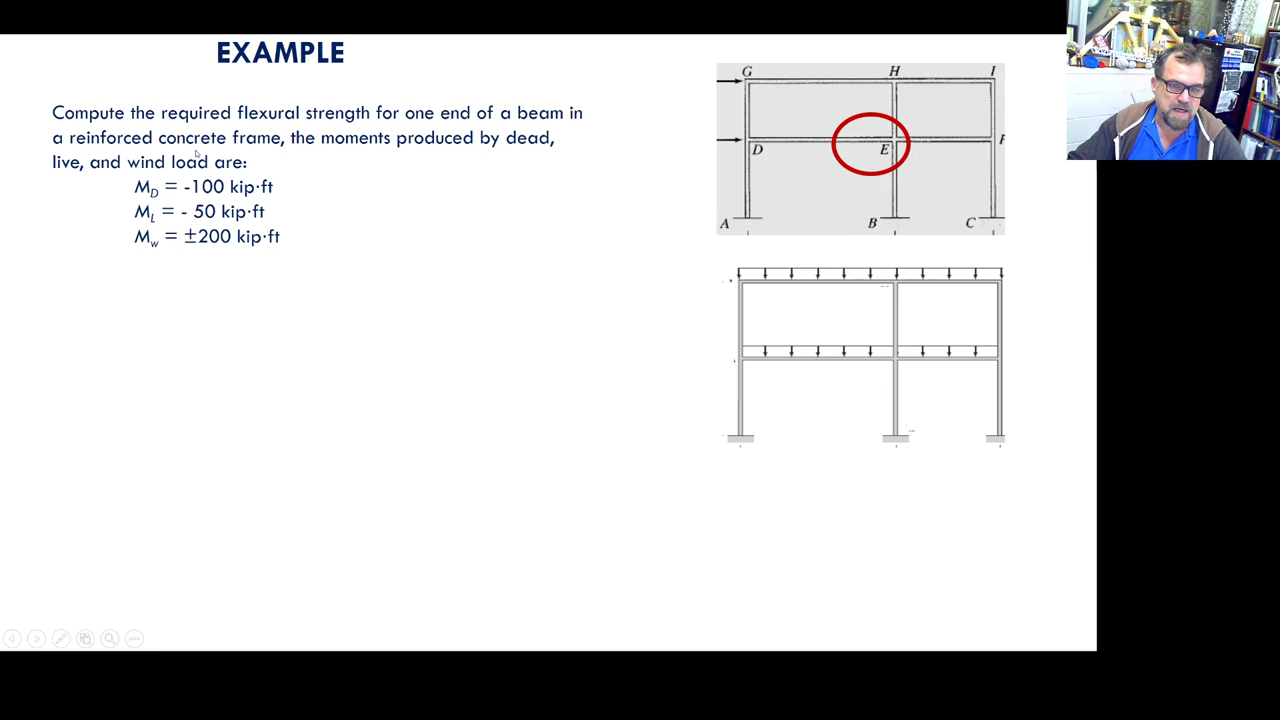 EXAMPLE
Compute the required flexural strength for one end of a beam in
a reinforced concrete frame, the moments produced by dead,
live, and wind load are:
M_D = -100 kip·ft
M_L = - 50 kip·ft
M_w = ±200 kip·ft
G H I
D E F
A B C